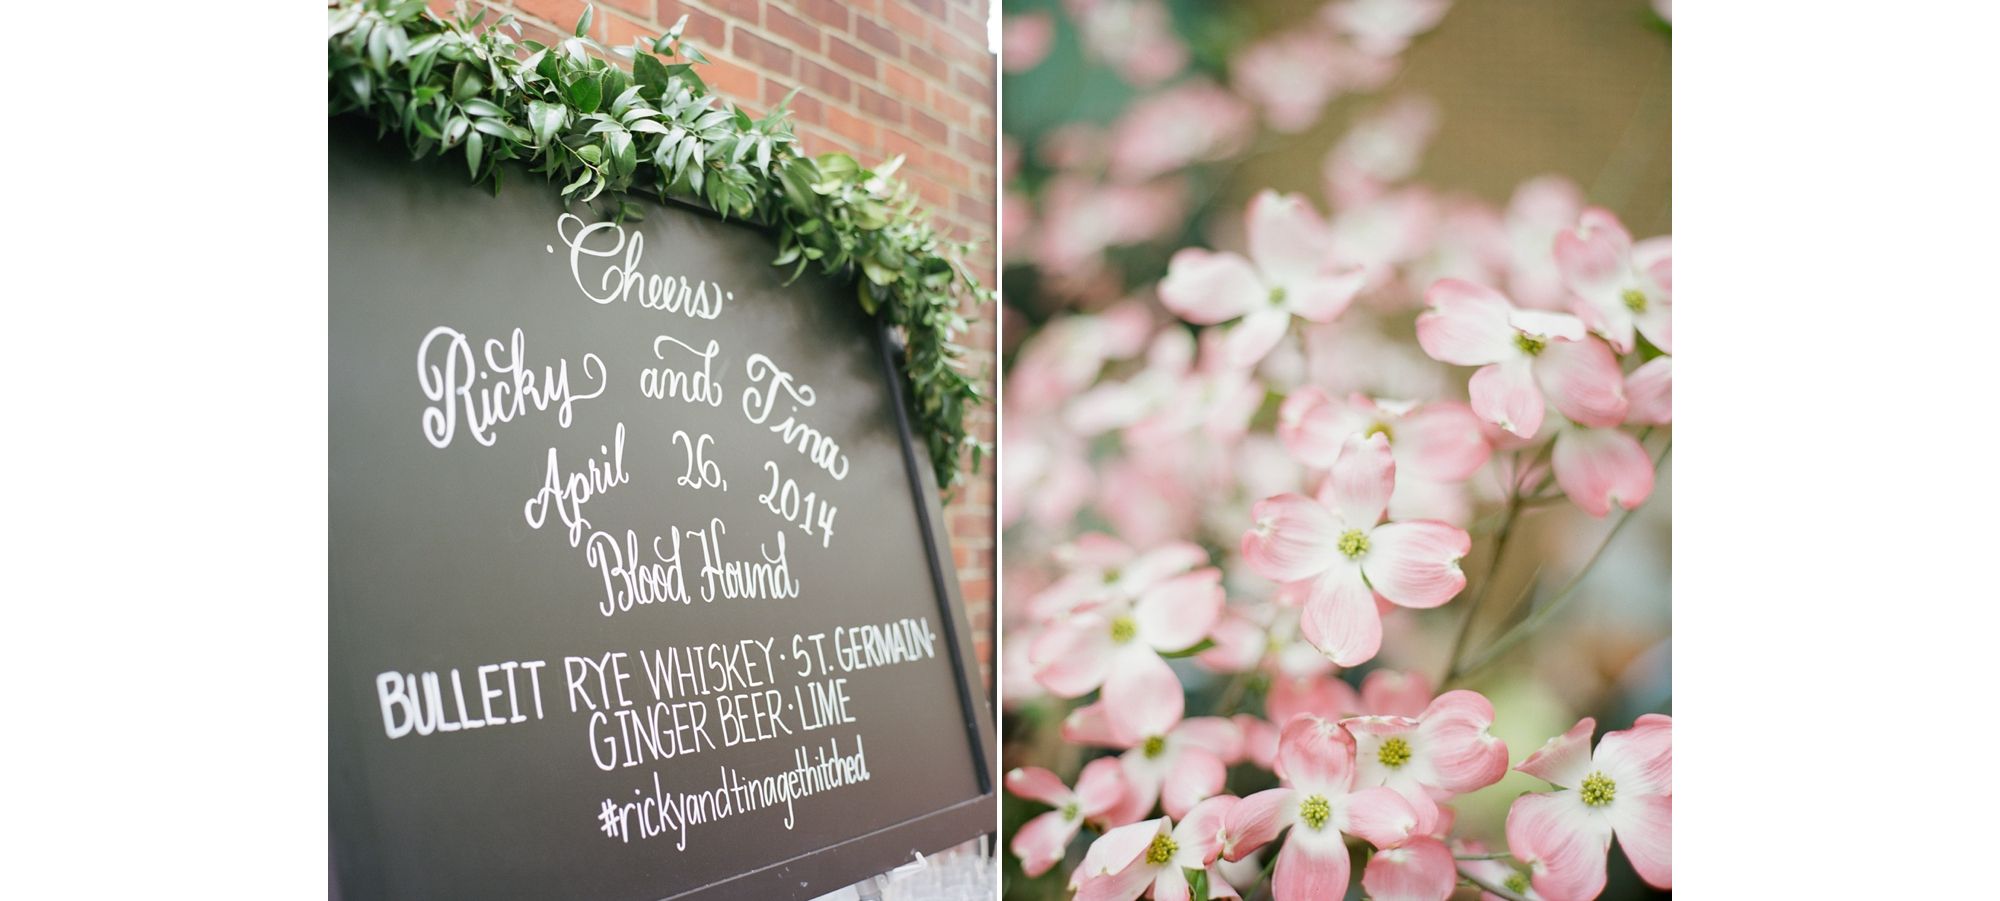 ·Cheers·
Ricky and Tina
April 26, 2014
Blood Hound
BULLEIT RYE WHISKEY· ST. GERMAIN·
GINGER BEER· LIME
#rickyandtinagethitched